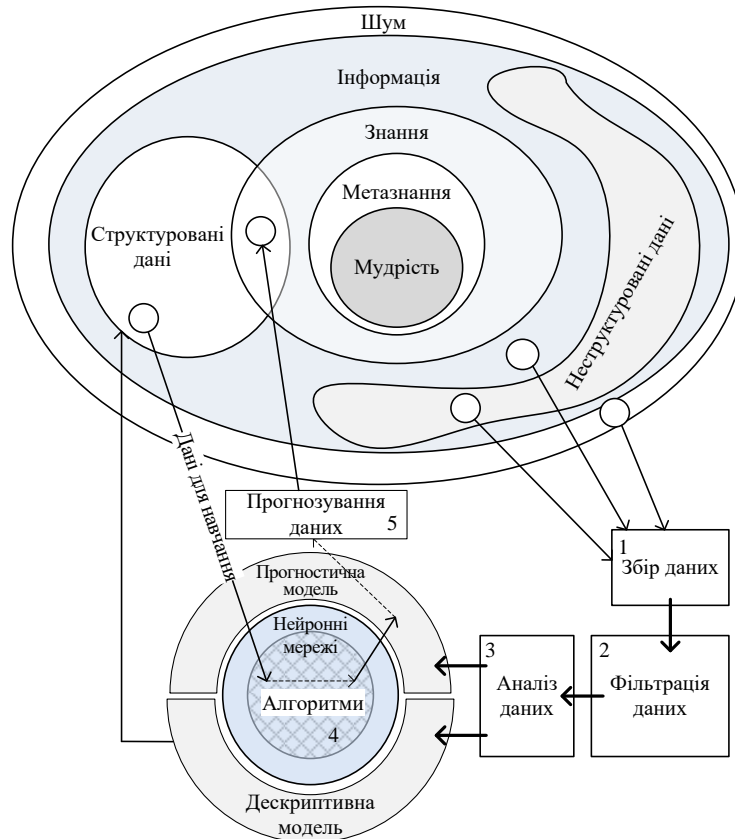 Шум
Інформація
Знання
Метазнання
Мудрість
Структуровані
дані
Неструктуровані дані
Дані для навчання
Прогнозування
даних 5
1
Збір даних
2
Фільтрація
даних
3
Аналіз
даних
Прогностична
модель
Нейронні
мережі
Алгоритми
4
Дескриптивна
модель